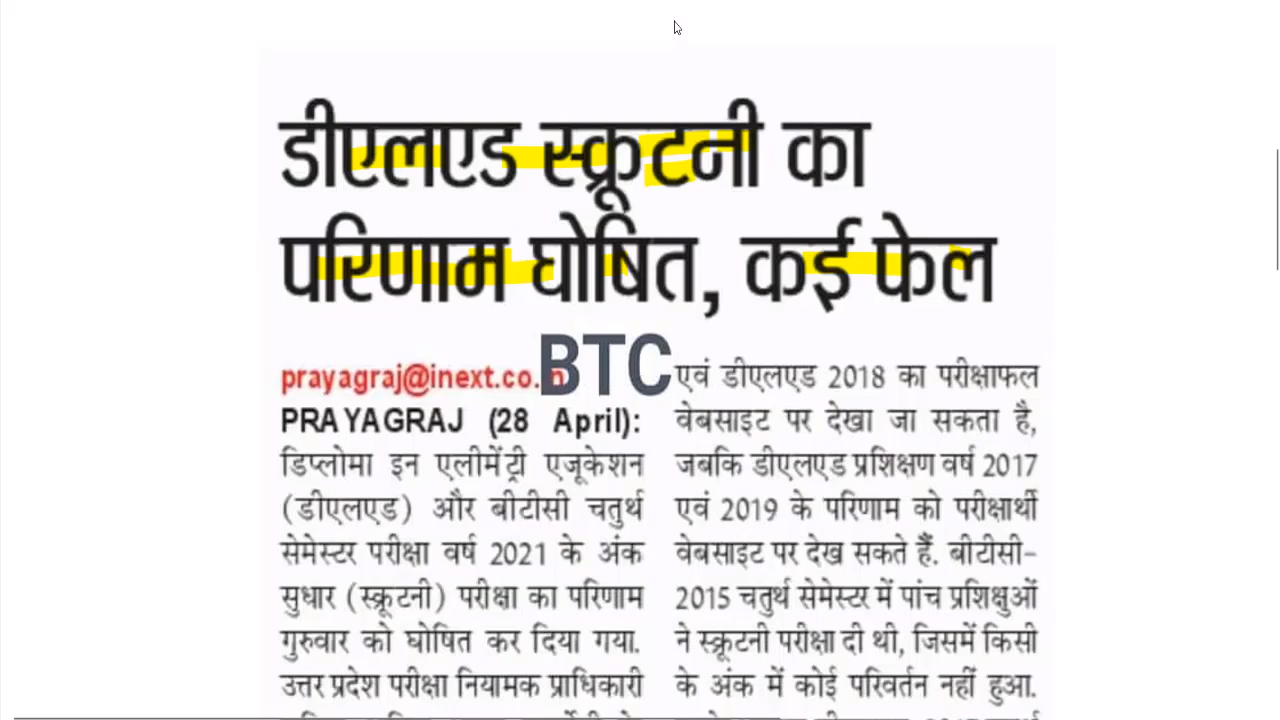 डीएलएड स्क्रूटनी का
परिणाम घोषित, कई फेल
BTC
prayagraj@inext.co.
PRAYAGRAJ (28 April):
डिप्लोमा इन एलीमेंट्री एजूकेशन
(डीएलएड) और बीटीसी चतुर्थ
सेमेस्टर परीक्षा वर्ष 2021 के अंक
सुधार (स्क्रूटनी) परीक्षा का परिणाम
गुरुवार को घोषित कर दिया गया.
उत्तर प्रदेश परीक्षा नियामक प्राधिकारी
एवं डीएलएड 2018 का परीक्षाफल
वेबसाइट पर देखा जा सकता है,
जबकि डीएलएड प्रशिक्षण वर्ष 2017
एवं 2019 के परिणाम को परीक्षार्थी
वेबसाइट पर देख सकते हैं. बीटीसी-
2015 चतुर्थ सेमेस्टर में पांच प्रशिक्षुओं
ने स्क्रूटनी परीक्षा दी थी, जिसमें किसी
के अंक में कोई परिवर्तन नहीं हुआ.